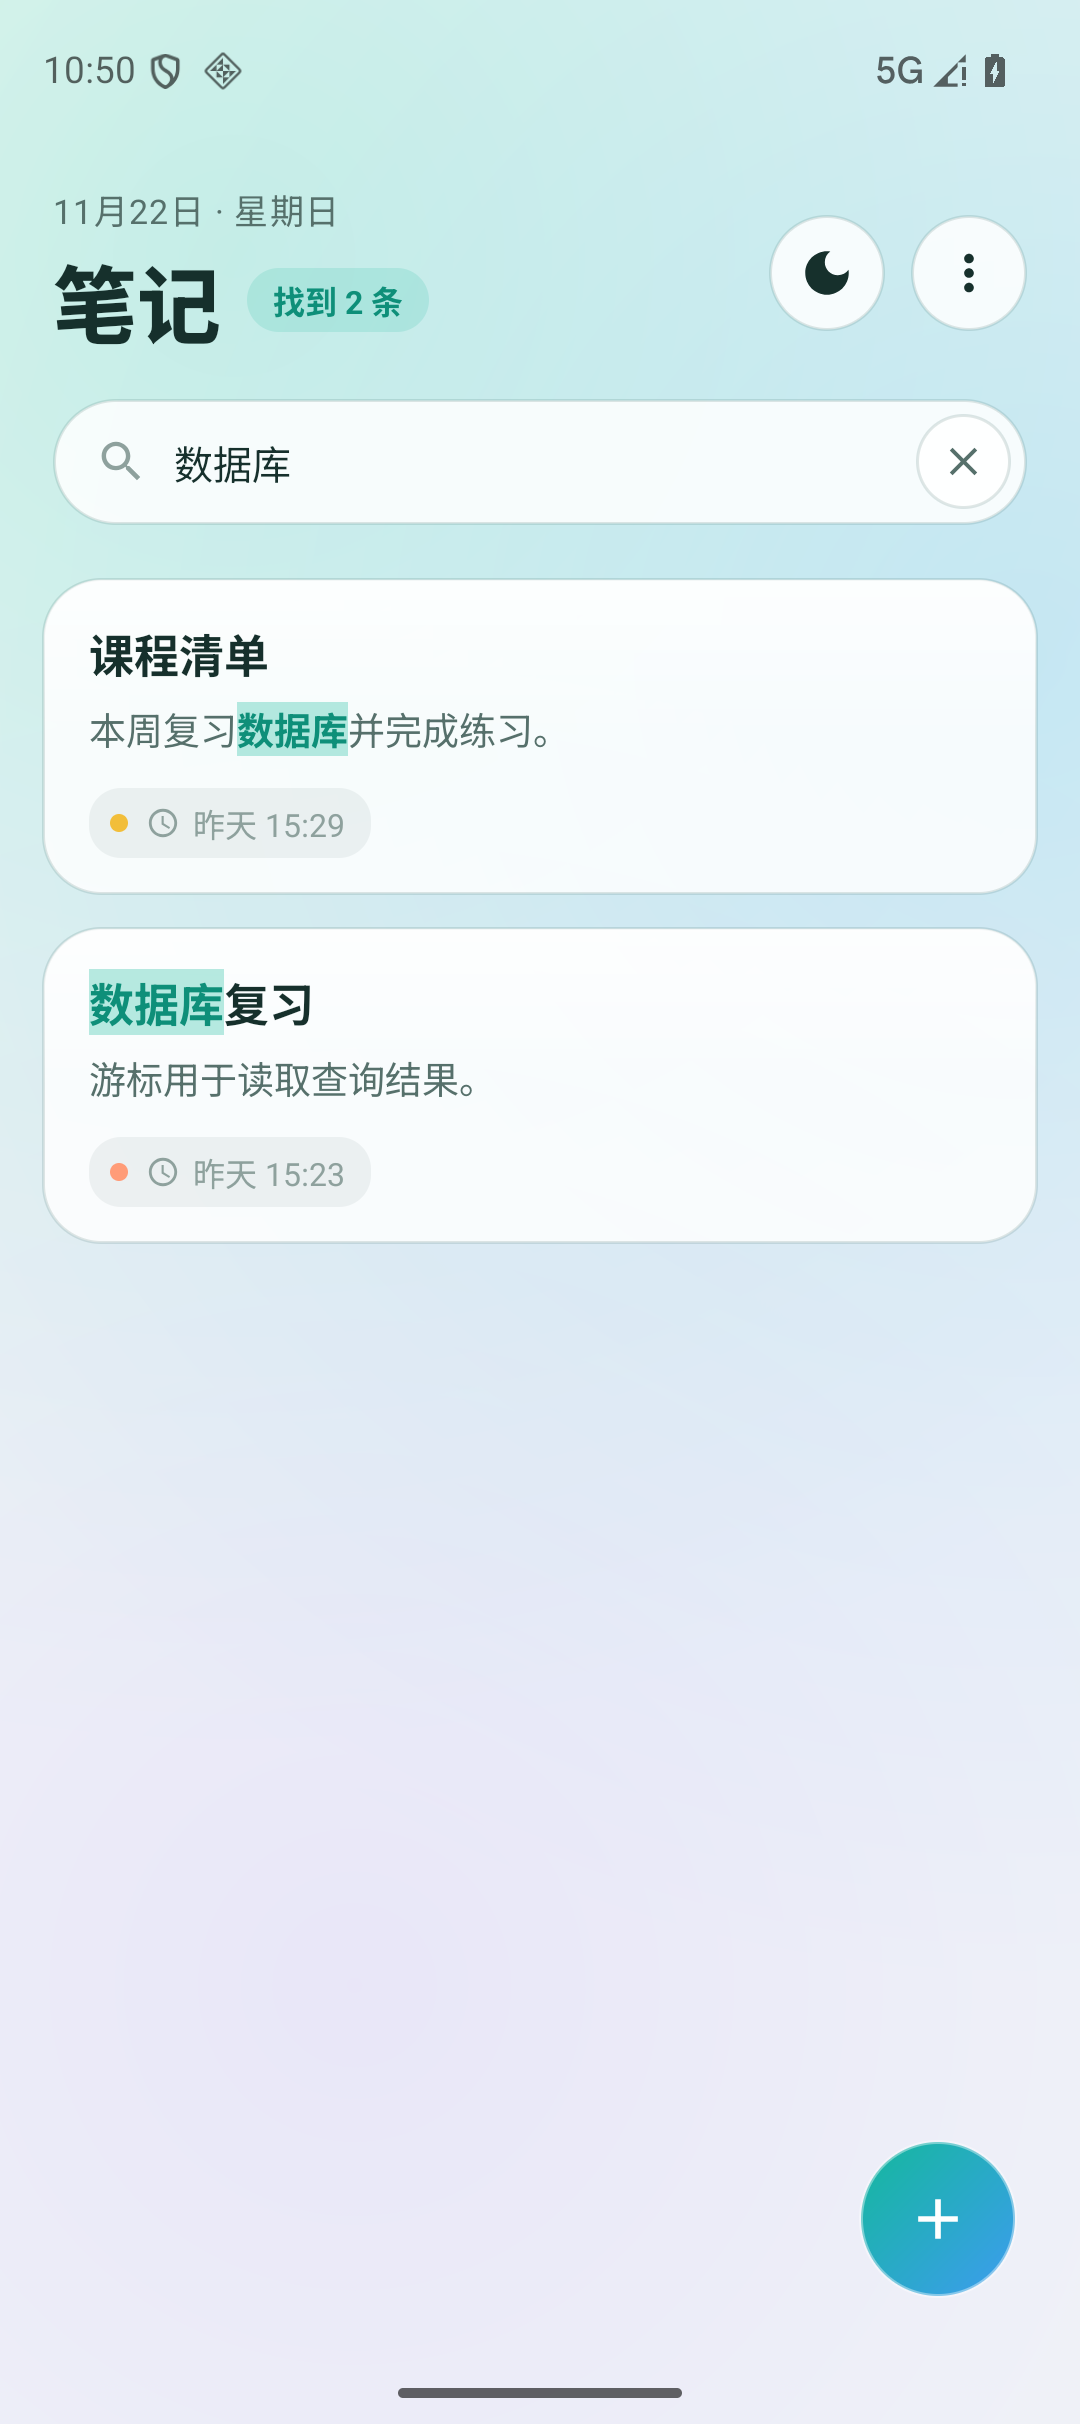 10:50 5G
11月22日 · 星期日
笔记 找到 2 条
数据库
课程清单
本周复习数据库并完成练习。
昨天 15:29
数据库复习
游标用于读取查询结果。
昨天 15:23